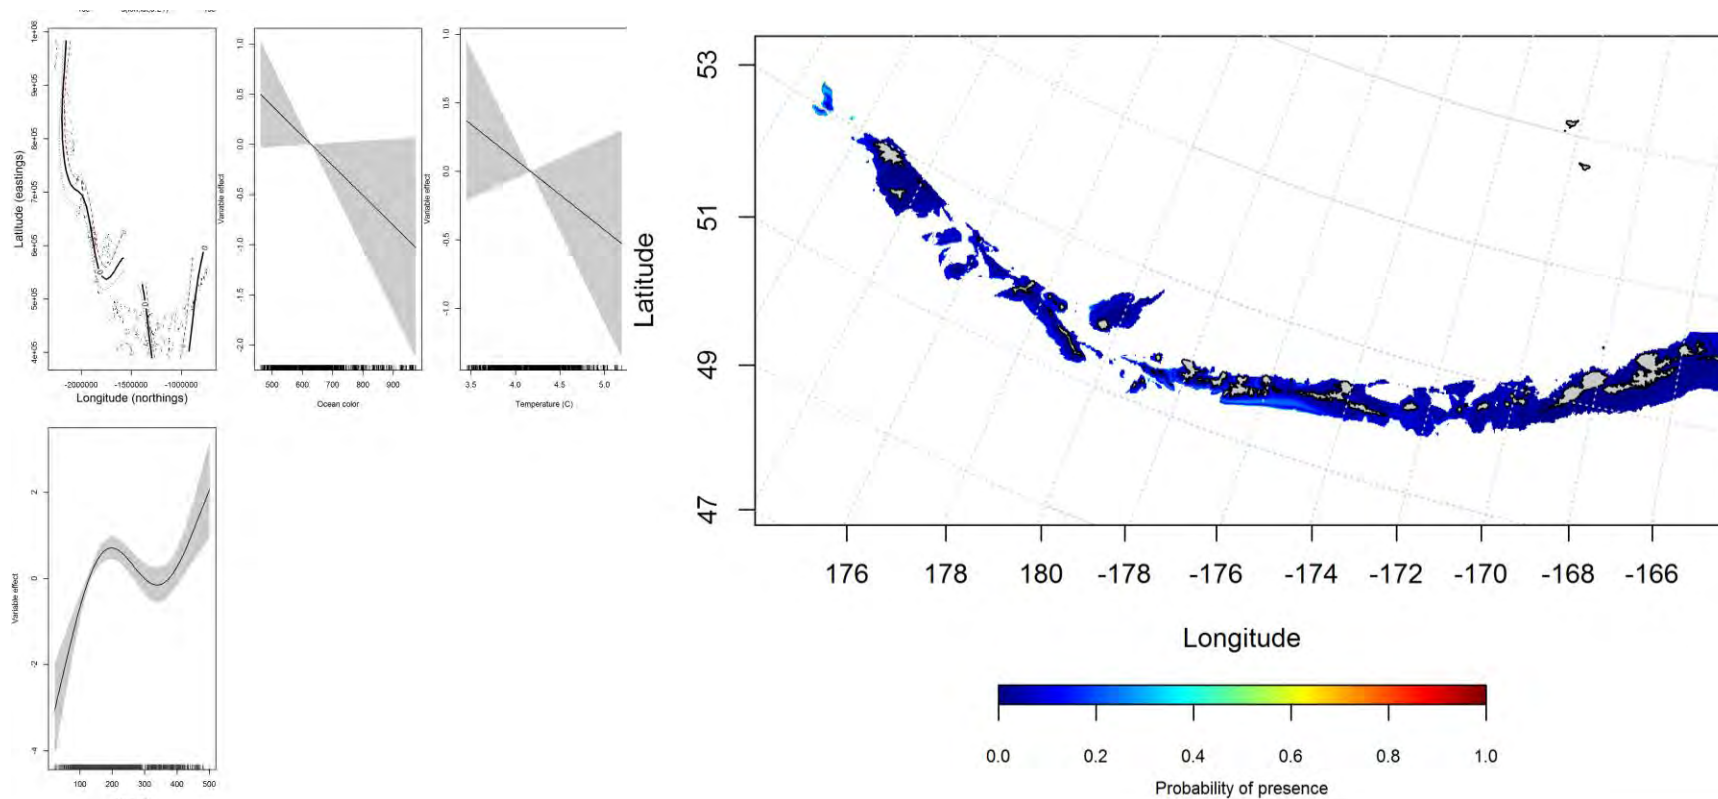 1e+06
9e+05
8e+05
7e+05
6e+05
5e+05
4e+05
Latitude (eastings)
-2000000 -1500000 -1000000
Longitude (northings)
0
0
0
1.0
0.5
0.0
-0.5
-1.0
-1.5
-2.0
Variable effect
500 600 700 800 900
Ocean color
1.0
0.5
0.0
-0.5
-1.0
Variable effect
3.5 4.0 4.5 5.0
Temperature (C)
2
0
-2
-4
Variable effect
100 200 300 400 500
53
51
49
47
Latitude
176 178 180 -178 -176 -174 -172 -170 -168 -166
Longitude
0.0 0.2 0.4 0.6 0.8 1.0
Probability of presence